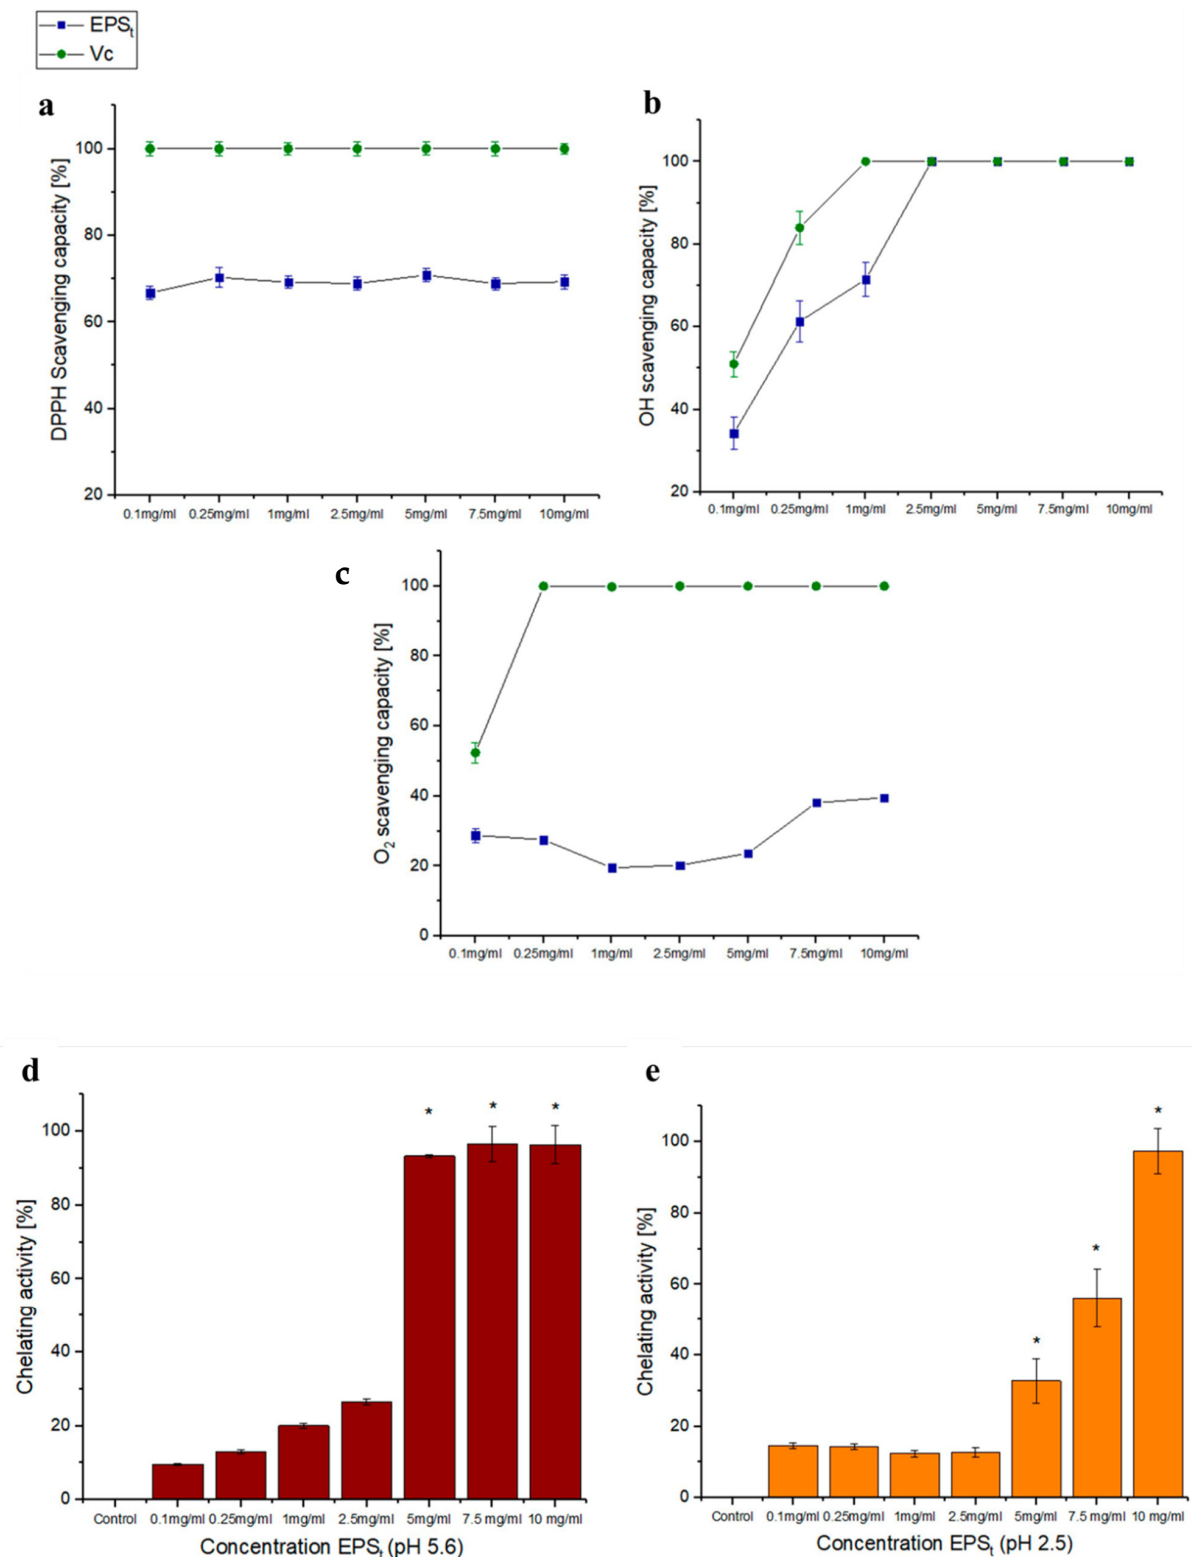 EPSt
Vc
a
DPPH Scavenging capacity [%]
100
80
60
40
20
0.1mg/ml 0.25mg/ml 1mg/ml 2.5mg/ml 5mg/ml 7.5mg/ml 10mg/ml
b
OH scavenging capacity [%]
100
80
60
40
20
0.1mg/ml 0.25mg/ml 1mg/ml 2.5mg/ml 5mg/ml 7.5mg/ml 10mg/ml
c
O2 scavenging capacity [%]
100
80
60
40
20
0
0.1mg/ml 0.25mg/ml 1mg/ml 2.5mg/ml 5mg/ml 7.5mg/ml 10mg/ml
d
Chelating activity [%]
100
80
60
40
20
0
* * *
Control 0.1mg/ml 0.25mg/ml 1mg/ml 2.5mg/ml 5mg/ml 7.5 mg/ml 10 mg/ml
Concentration EPSt (pH 5.6)
e
Chelating activity [%]
100
80
60
40
20
0
* * *
Control 0.1mg/ml 0.25mg/ml 1mg/ml 2.5mg/ml 5mg/ml 7.5 mg/ml 10 mg/ml
Concentration EPSt (pH 2.5)